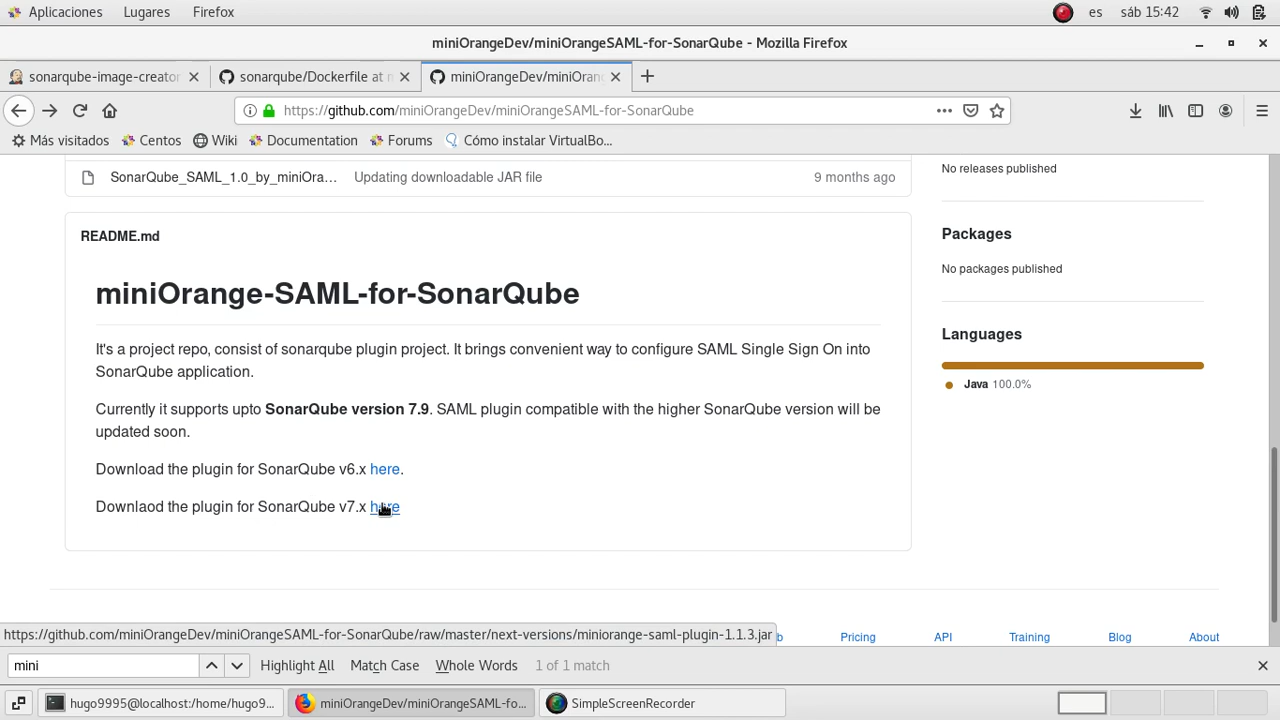 Aplicaciones Lugares Firefox es sáb 15:42
miniOrangeDev/miniOrangeSAML-for-SonarQube - Mozilla Firefox
sonarqube-image-creator sonarqube/Dockerfile at m miniOrangeDev/miniOrang
https://github.com/miniOrangeDev/miniOrangeSAML-for-SonarQube
Más visitados Centos Wiki Documentation Forums Cómo instalar VirtualBo...
No releases published
SonarQube_SAML_1.0_by_miniOra... Updating downloadable JAR file 9 months ago
README.md
Packages
No packages published
miniOrange-SAML-for-SonarQube
Languages
Java 100.0%
It's a project repo, consist of sonarqube plugin project. It brings convenient way to configure SAML Single Sign On into
SonarQube application.
Currently it supports upto SonarQube version 7.9. SAML plugin compatible with the higher SonarQube version will be
updated soon.
Download the plugin for SonarQube v6.x here.
Downlaod the plugin for SonarQube v7.x here
https://github.com/miniOrangeDev/miniOrangeSAML-for-SonarQube/raw/master/next-versions/miniorange-saml-plugin-1.1.3.jar b Pricing API Training Blog About
mini Highlight All Match Case Whole Words 1 of 1 match
hugo9995@localhost:/home/hugo9... miniOrangeDev/miniOrangeSAML-fo... SimpleScreenRecorder